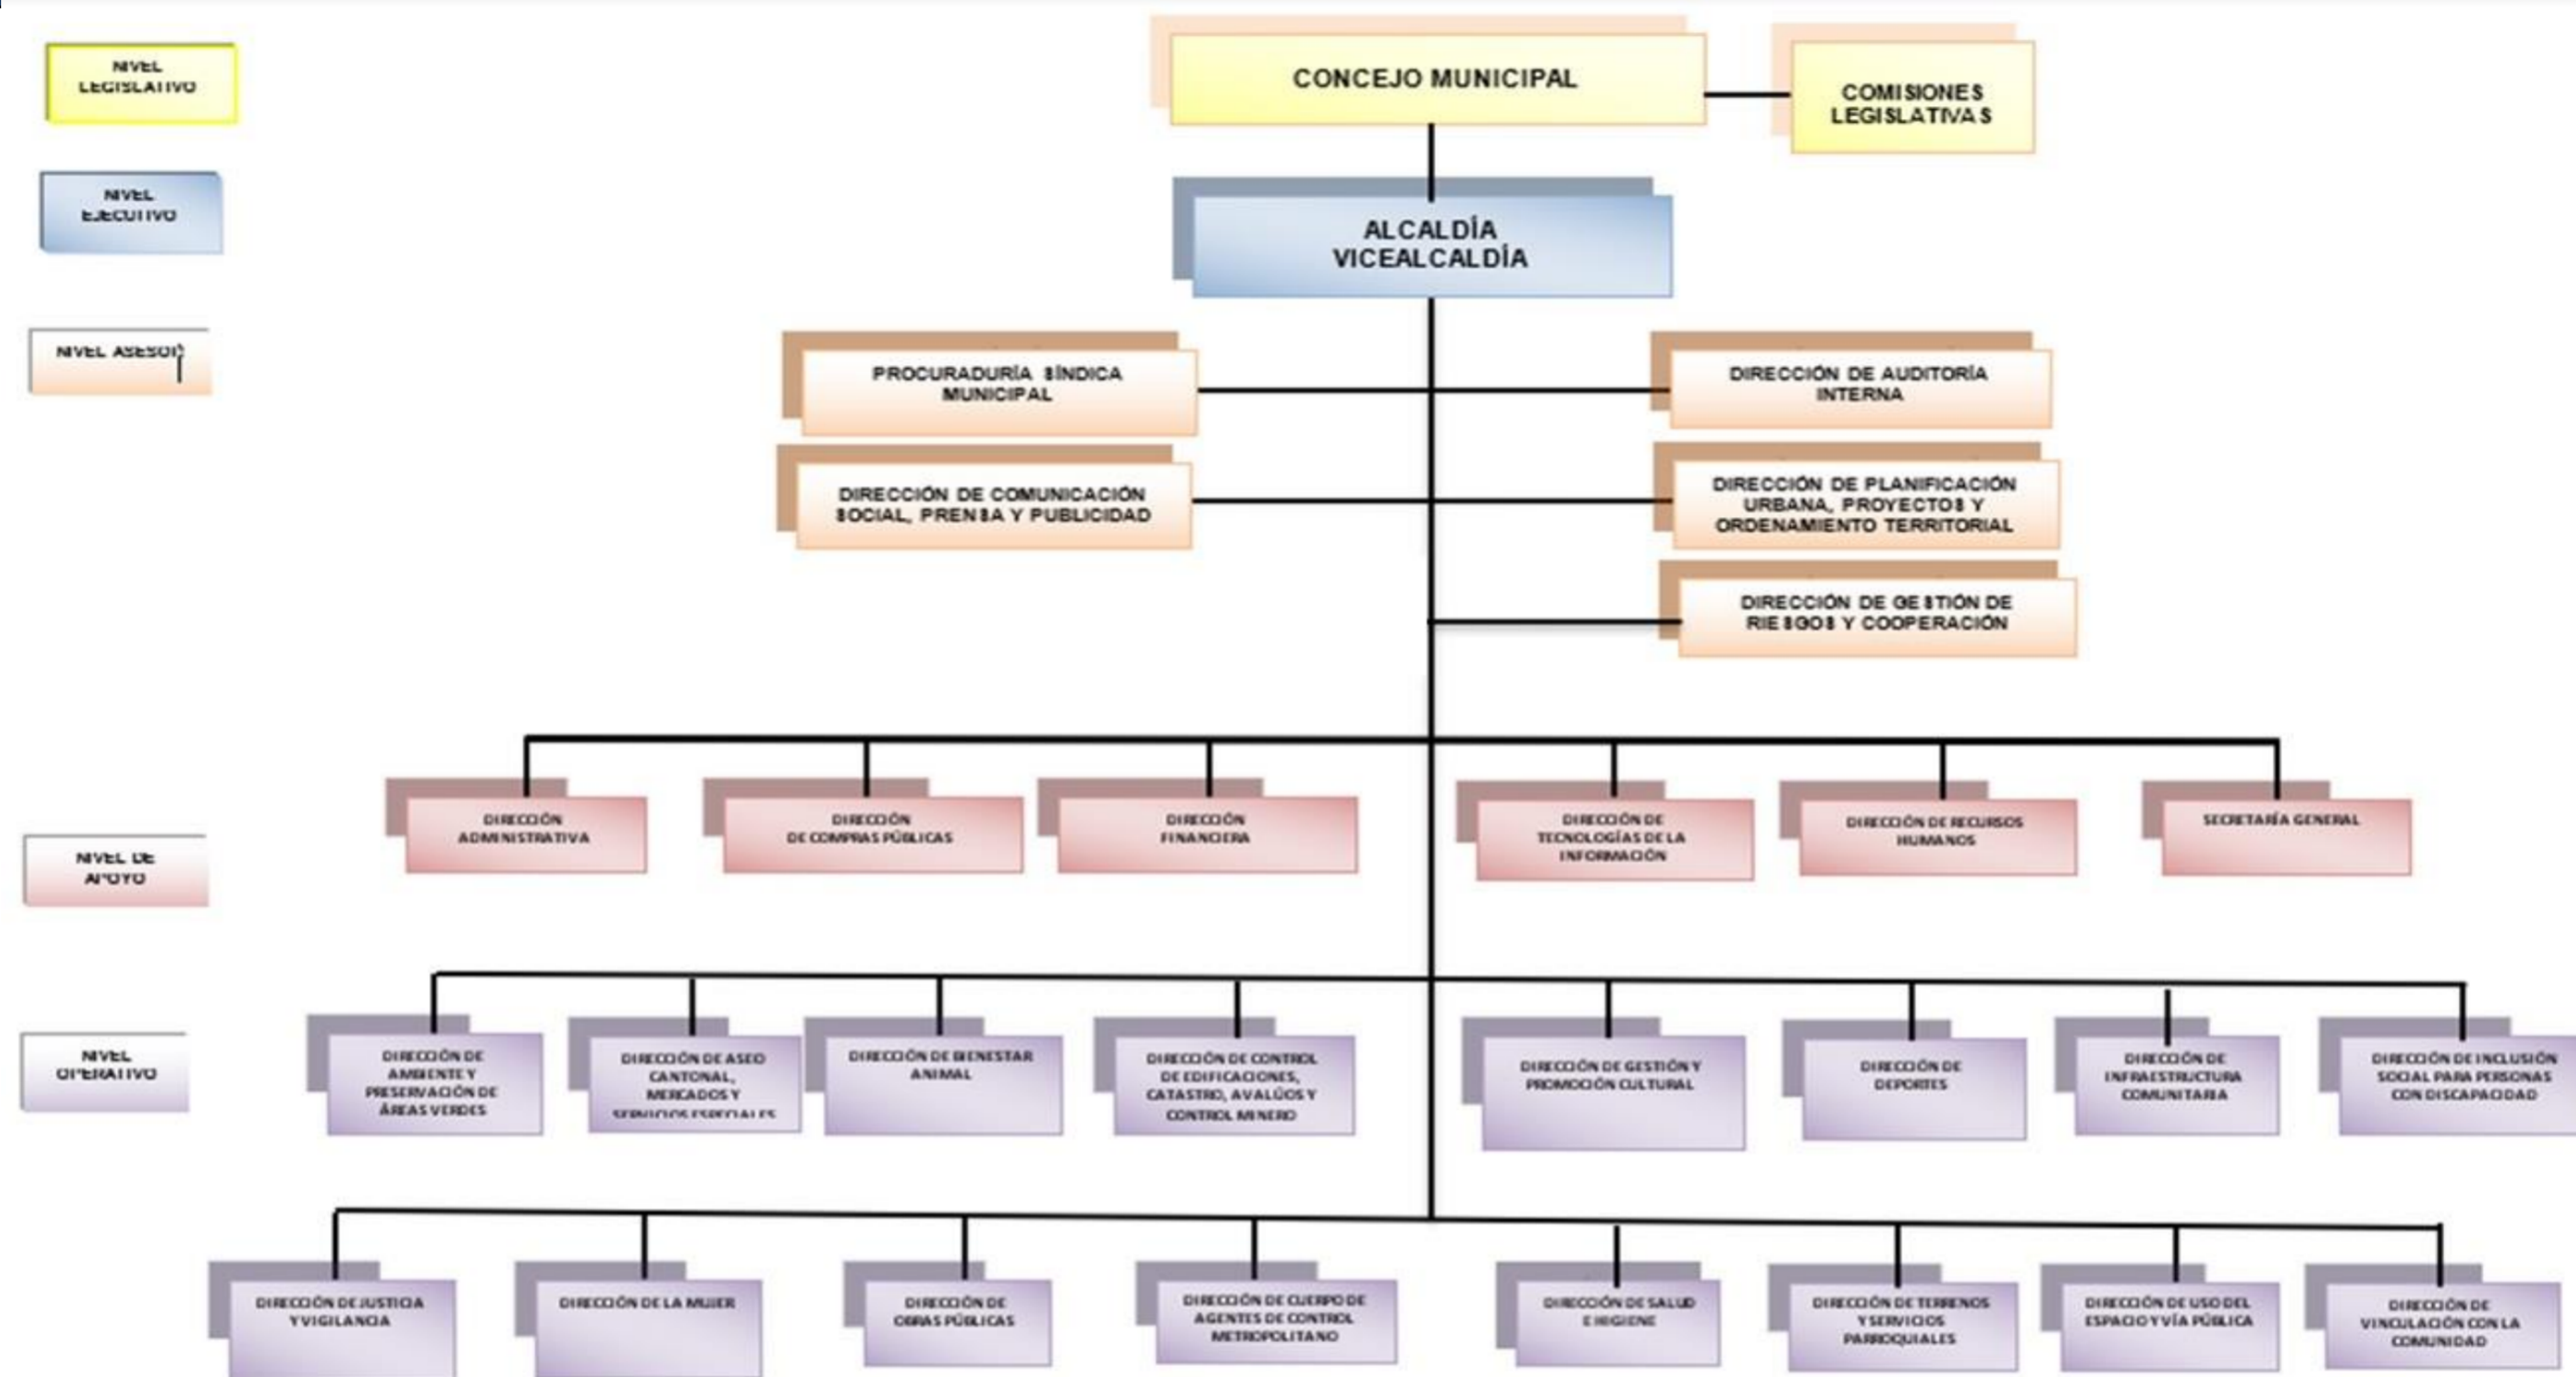 NIVEL
LEGISLATIVO
CONCEJO MUNICIPAL
COMISIONES
LEGISLATIVAS
NIVEL
EJECUTIVO
ALCALDÍA
VICEALCALDÍA
NIVEL ASESOR
PROCURADURÍA SÍNDICA
MUNICIPAL
DIRECCIÓN DE AUDITORÍA
INTERNA
DIRECCIÓN DE COMUNICACIÓN
SOCIAL, PRENSA Y PUBLICIDAD
DIRECCIÓN DE PLANIFICACIÓN
URBANA, PROYECTOS Y
ORDENAMIENTO TERRITORIAL
DIRECCIÓN DE GESTIÓN DE
RIESGOS Y COOPERACIÓN
NIVEL DE
APOYO
DIRECCIÓN
ADMINISTRATIVA
DIRECCIÓN
DE COMPRAS PÚBLICAS
DIRECCIÓN
FINANCIERA
DIRECCIÓN DE
TECNOLOGÍAS DE LA
INFORMACIÓN
DIRECCIÓN DE RECURSOS
HUMANOS
SECRETARÍA GENERAL
NIVEL
OPERATIVO
DIRECCIÓN DE
AMBIENTE Y
PRESERVACIÓN DE
ÁREAS VERDES
DIRECCIÓN DE ASEO
CANTONAL,
MERCADOS Y
SERVICIOS ESPECIALES
DIRECCIÓN DE BIENESTAR
ANIMAL
DIRECCIÓN DE CONTROL
DE EDIFICACIONES,
CATASTRO, AVALÚOS Y
CONTROL MINERO
DIRECCIÓN DE GESTIÓN Y
PROMOCIÓN CULTURAL
DIRECCIÓN DE
DEPORTES
DIRECCIÓN DE
INFRAESTRUCTURA
COMUNITARIA
DIRECCIÓN DE INCLUSIÓN
SOCIAL PARA PERSONAS
CON DISCAPACIDAD
DIRECCIÓN DE JUSTICIA
Y VIGILANCIA
DIRECCIÓN DE LA MUJER
DIRECCIÓN DE
OBRAS PÚBLICAS
DIRECCIÓN DE CUERPO DE
AGENTES DE CONTROL
METROPOLITANO
DIRECCIÓN DE SALUD
E HIGIENE
DIRECCIÓN DE TERRENOS
Y SERVICIOS
PARROQUIALES
DIRECCIÓN DE USO DEL
ESPACIO Y VÍA PÚBLICA
DIRECCIÓN DE
VINCULACIÓN CON LA
COMUNIDAD